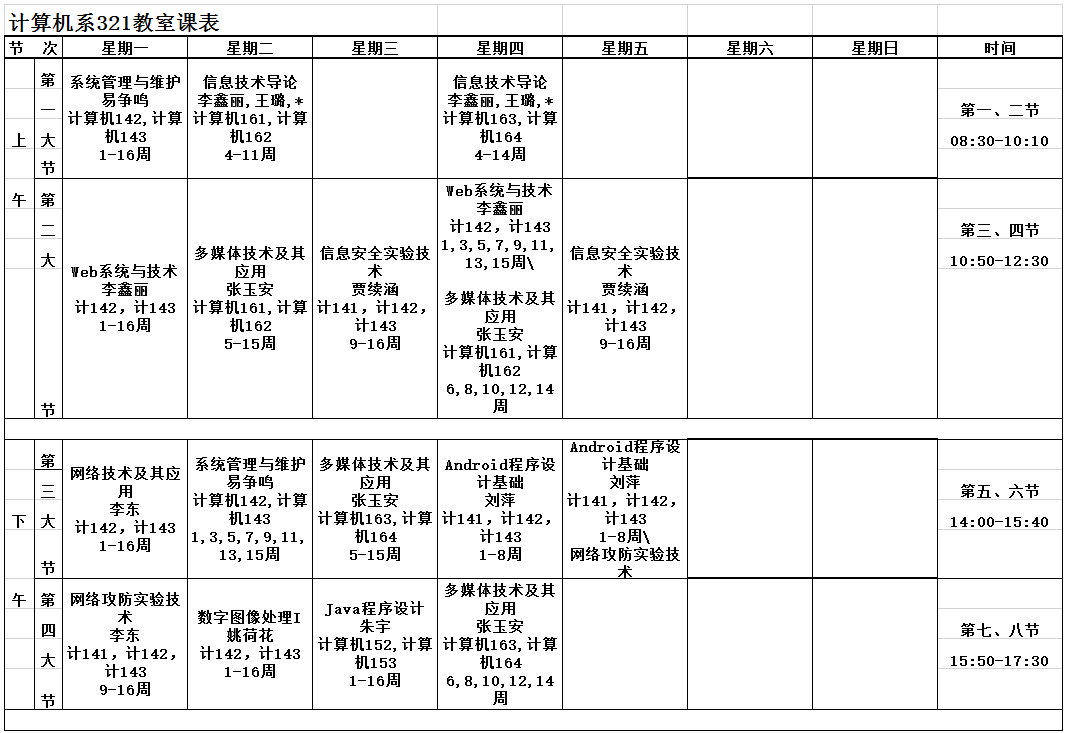 计算机系321教室课表
节 次 星期一 星期二 星期三 星期四 星期五 星期六 星期日 时间
上
午
第
一
大
节
系统管理与维护
易争鸣
计算机142,计算
机143
1-16周
信息技术导论
李鑫丽,王璐,*
计算机161,计算
机162
4-11周
信息技术导论
李鑫丽,王璐,*
计算机163,计算
机164
4-14周
第一、二节
08:30-10:10
第
二
大
节
Web系统与技术
李鑫丽
计142，计143
1-16周
多媒体技术及其
应用
张玉安
计算机161,计算
机162
5-15周
信息安全实验技
术
贾续涵
计141，计142，
计143
9-16周
Web系统与技术
李鑫丽
计142，计143
1,3,5,7,9,11,
13,15周\
多媒体技术及其
应用
张玉安
计算机161,计算
机162
6,8,10,12,14
周
信息安全实验技
术
贾续涵
计141，计142，
计143
9-16周
第三、四节
10:50-12:30
下
午
第
三
大
节
网络技术及其应
用
李东
计142，计143
1-16周
系统管理与维护
易争鸣
计算机142,计算
机143
1,3,5,7,9,11,
13,15周
多媒体技术及其
应用
张玉安
计算机163,计算
机164
5-15周
Android程序设
计基础
刘萍
计141，计142，
计143
1-8周
Android程序设
计基础
刘萍
计141，计142，
计143
1-8周\
网络攻防实验技
术
第五、六节
14:00-15:40
第
四
大
节
网络攻防实验技
术
李东
计141，计142，
计143
9-16周
数字图像处理I
姚荷花
计142，计143
1-16周
Java程序设计
朱宇
计算机152,计算
机153
1-16周
多媒体技术及其
应用
张玉安
计算机163,计算
机164
6,8,10,12,14
周
第七、八节
15:50-17:30